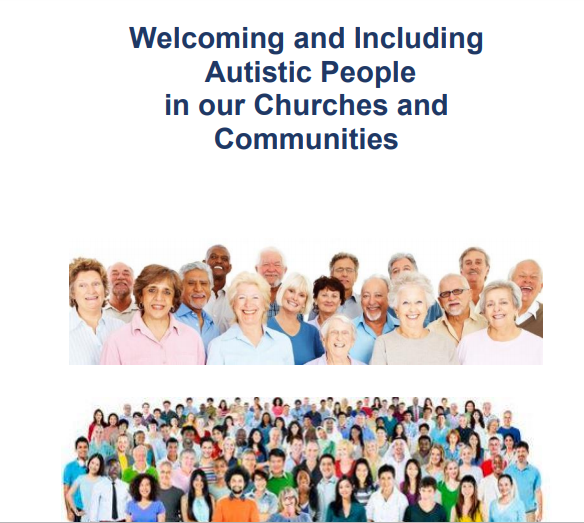 Welcoming and Including
Autistic People
in our Churches and
Communities